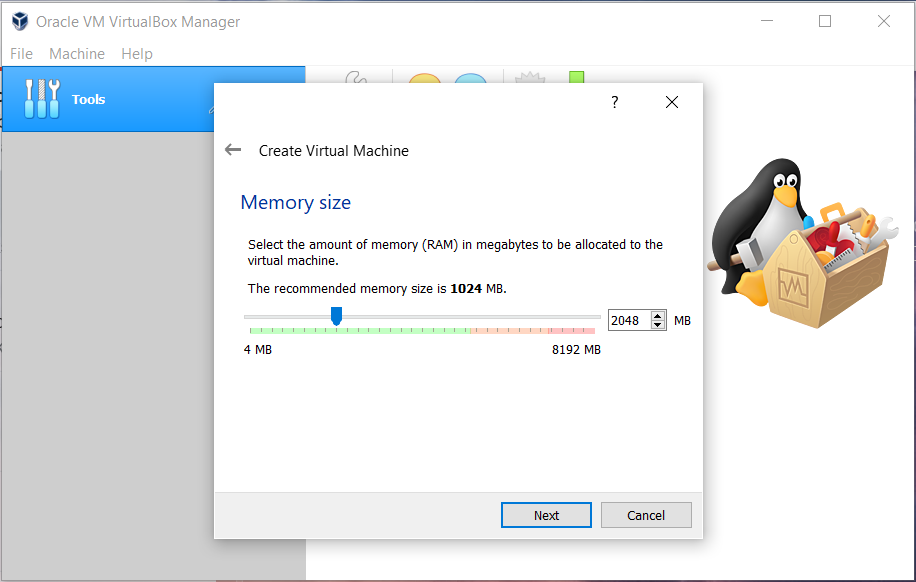 Oracle VM VirtualBox Manager
File Machine Help
Tools
?
Create Virtual Machine
Memory size
Select the amount of memory (RAM) in megabytes to be allocated to the
virtual machine.
The recommended memory size is 1024 MB.
2048 MB
4 MB 8192 MB
Next Cancel